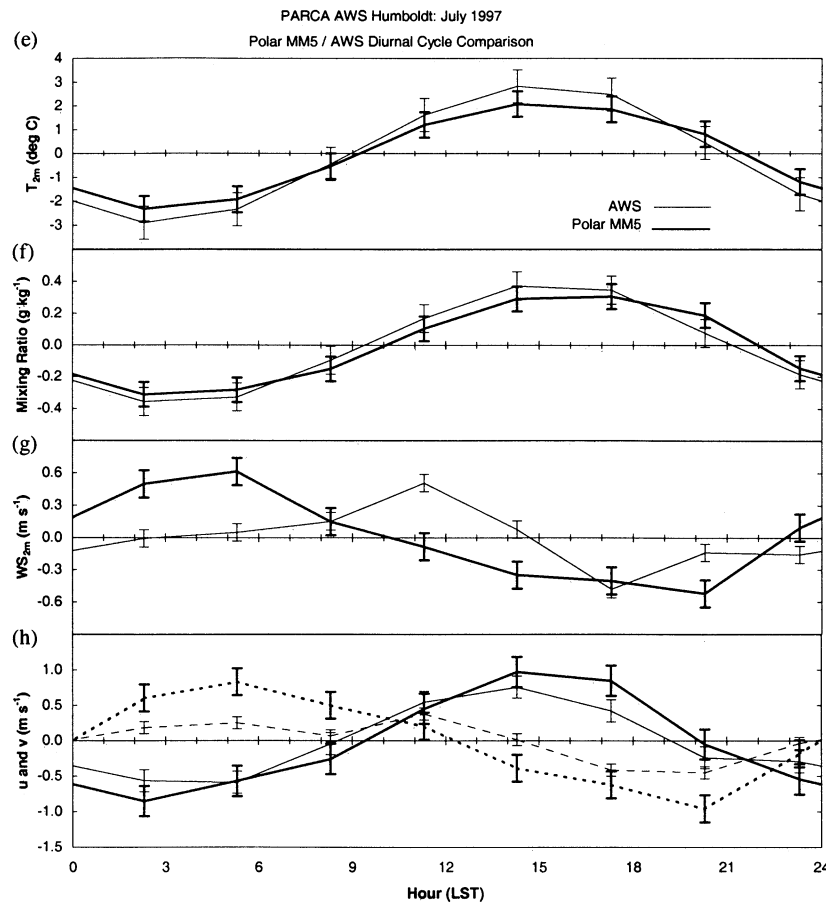 PARCA AWS Humboldt: July 1997
(e)
Polar MM5 / AWS Diurnal Cycle Comparison
4
3
2
1
0
-1
-2
-3
T2m (deg C)
AWS
Polar MM5
(f)
0.4
0.2
0.0
-0.2
-0.4
Mixing Ratio (g·kg-1)
(g)
0.6
0.3
0.0
-0.3
-0.6
WS2m (m s-1)
(h)
1.0
0.5
0.0
-0.5
-1.0
-1.5
u and v (m s-1)
0 3 6 9 12 15 18 21 24
Hour (LST)